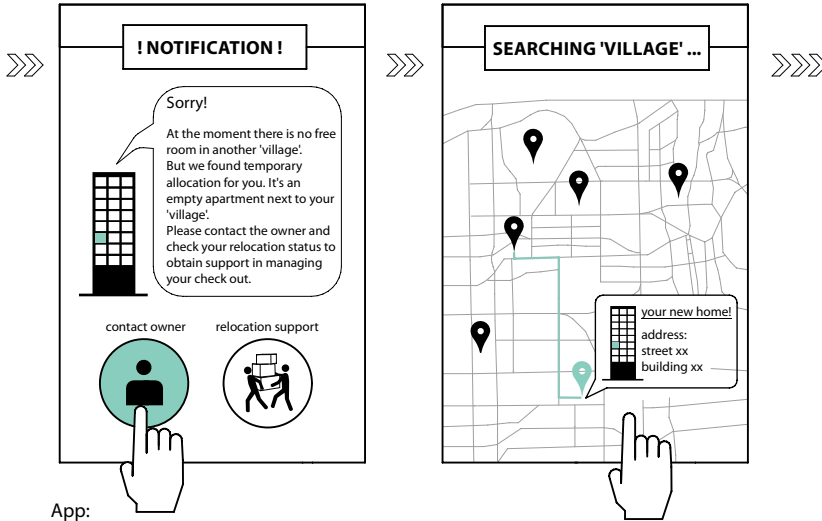 ! NOTIFICATION !
Sorry!
At the moment there is no free
room in another 'village'.
But we found temporary
allocation for you. It's an
empty apartment next to your
'village'.
Please contact the owner and
check your relocation status to
obtain support in managing
your check out.
contact owner
relocation support
App:
SEARCHING 'VILLAGE' ...
your new home!
address:
street xx
building xx